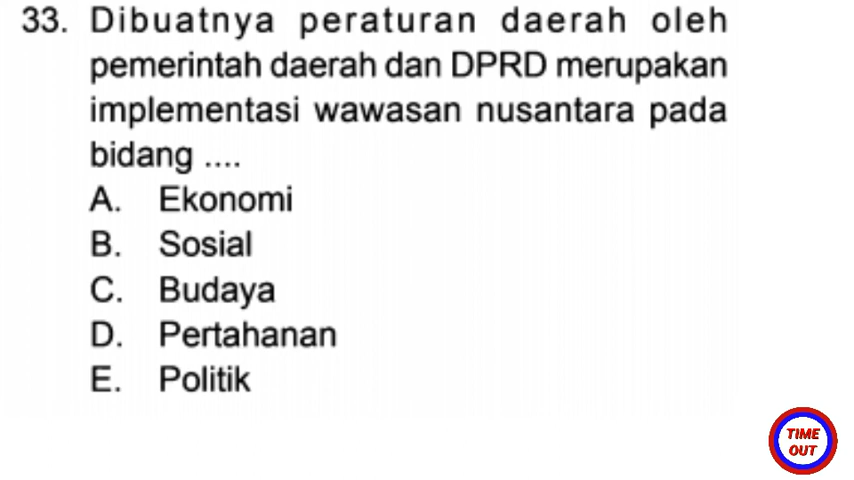 33. Dibuatnya peraturan daerah oleh
pemerintah daerah dan DPRD merupakan
implementasi wawasan nusantara pada
bidang ....
A. Ekonomi
B. Sosial
C. Budaya
D. Pertahanan
E. Politik
TIME
OUT